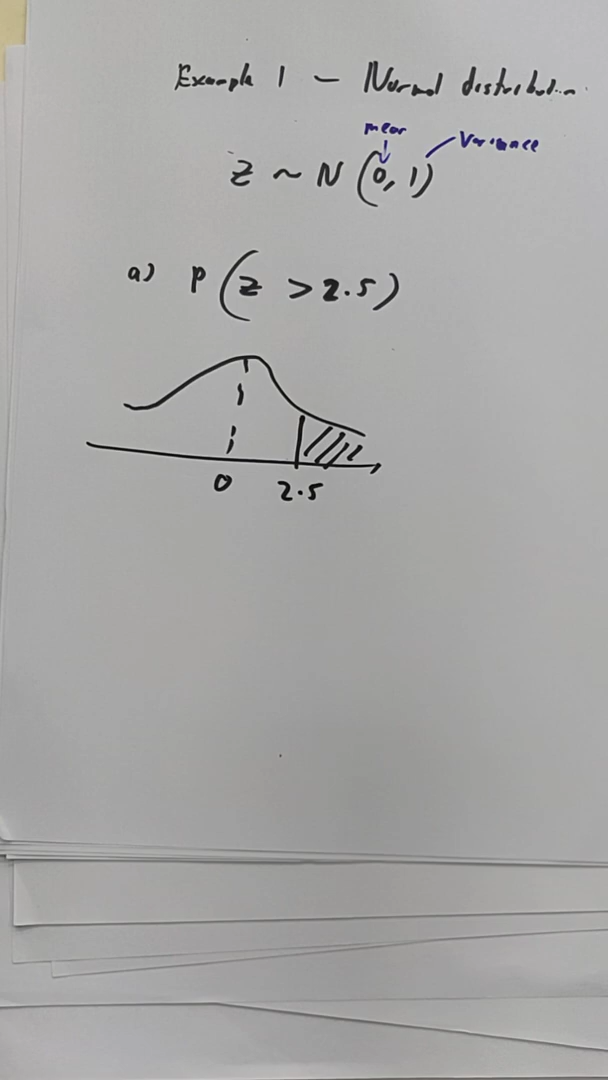 Example 1 - Normal distribution
mean
Variance
Z ~ N (0, 1)
a) P (Z > 2.5)
0 2.5